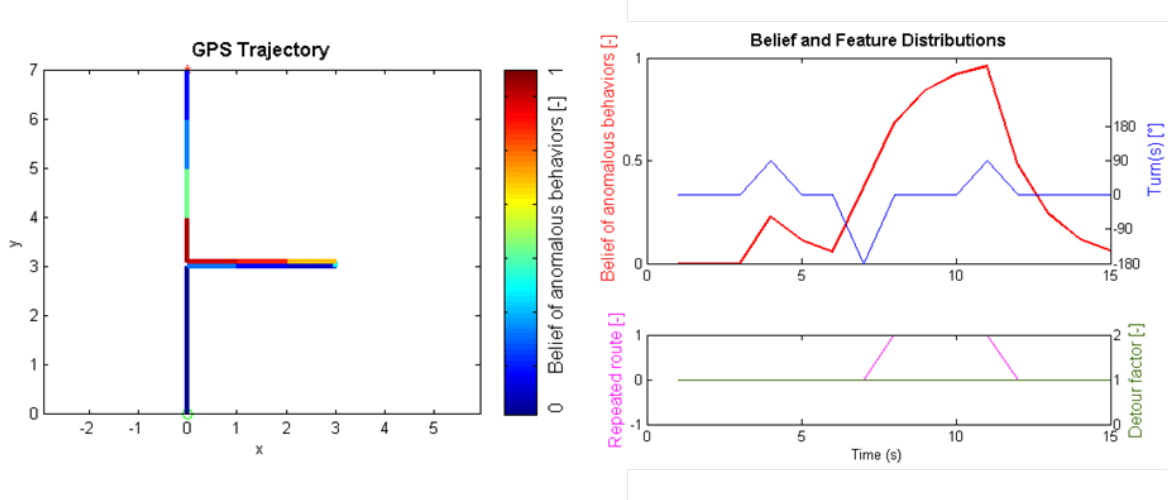 GPS Trajectory
7
6
5
4
3
2
1
0
y
-2 -1 0 1 2 3 4 5
x
0 Belief of anomalous behaviors [-] 1
Belief and Feature Distributions
Belief of anomalous behaviors [-]
1
0.5
0
0 5 10 15
180
90
0
-90
-180
Turn(s) [°]
Repeated route [-]
1
0
-1
0 5 10 15
Time (s)
2
1
0
Detour factor [-]